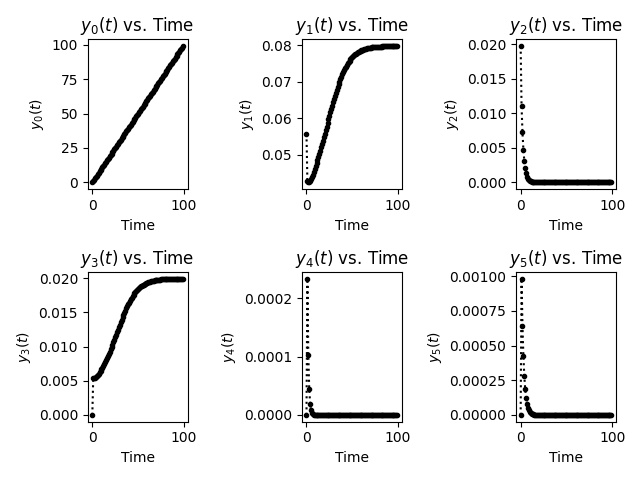 y₀(t) vs. Time
y₁(t) vs. Time
y₂(t) vs. Time
100
75
50
25
0
y₀(t)
0 100
Time
0.08
0.07
0.06
0.05
y₁(t)
0 100
Time
0.020
0.015
0.010
0.005
0.000
y₂(t)
0 100
Time
y₃(t) vs. Time
y₄(t) vs. Time
y₅(t) vs. Time
0.020
0.015
0.010
0.005
0.000
y₃(t)
0 100
Time
0.0002
0.0001
0.0000
y₄(t)
0 100
Time
0.00100
0.00075
0.00050
0.00025
0.00000
y₅(t)
0 100
Time